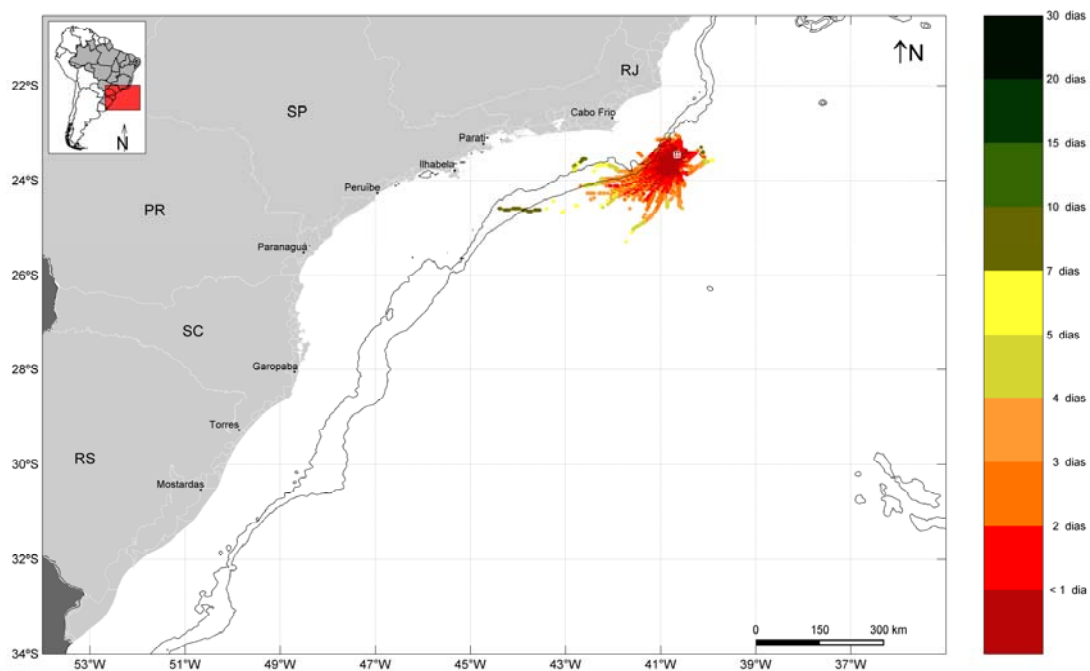 N
↑N
RJ
SP
Cabo Frio
Parati
Ilhabela
Peruíbe
PR
Paranaguá
SC
Garopaba
Torres
RS
Mostardas
22°S
24°S
26°S
28°S
30°S
32°S
34°S
53°W
51°W
49°W
47°W
45°W
43°W
41°W
39°W
37°W
0 150 300 km
30 dias
20 dias
15 dias
10 dias
7 dias
5 dias
4 dias
3 dias
2 dias
< 1 dia